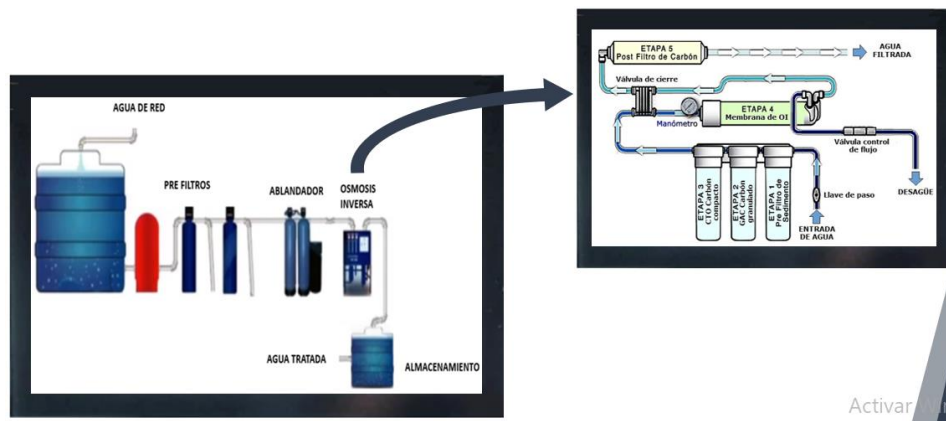 AGUA DE RED
PRE FILTROS
ABLANDADOR
OSMOSIS
INVERSA
AGUA TRATADA
ALMACENAMIENTO
ETAPA 5
Post Filtro de Carbón
AGUA
FILTRADA
Válvula de cierre
ETAPA 4
Membrana de OI
Manómetro
Válvula control
de flujo
DESAGÜE
ETAPA 3
CTO Carbón
compacto
ETAPA 2
GAC Carbón
granulado
ETAPA 1
Pre Filtro de
Sedimento
Llave de paso
ENTRADA
DE AGUA
Activar